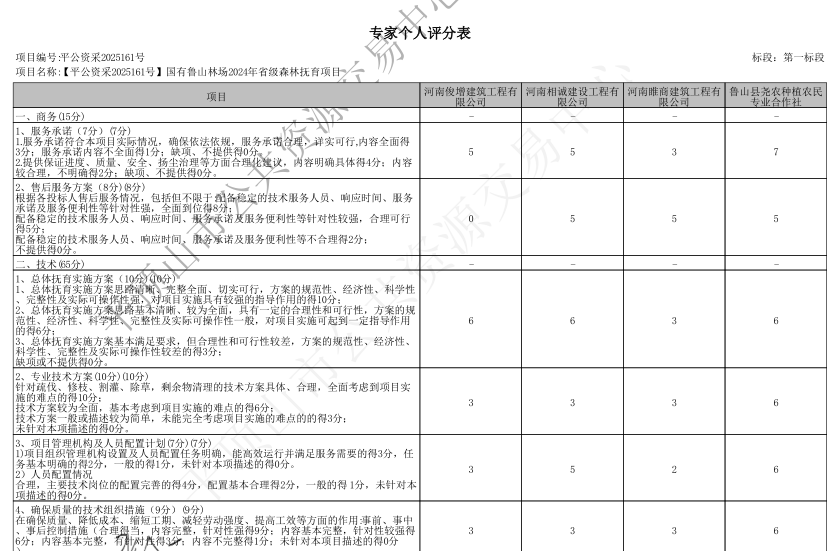 专家个人评分表
项目编号:平公资采2025161号
标段：第一标段
项目名称:【平公资采2025161号】国有鲁山林场2024年省级森林抚育项目
项目
河南俊增建筑工程有限公司
河南相诚建设工程有限公司
河南睢商建筑工程有限公司
鲁山县尧农种植农民专业合作社
一、商务(15分)
–
–
–
–
1、服务承诺（7分）(7分)
1.服务承诺符合本项目实际情况，确保依法依规，服务承诺合理，详实可行,内容全面得
3分；服务承诺内容不全面得1分；缺项、不提供得0分。
2.提供保证进度、质量、安全、扬尘治理等方面合理化建议，内容明确具体得4分；内容
较合理，不明确得2分；缺项、不提供得0分。
5
5
3
7
2、售后服务方案（8分)(8分)
根据各投标人售后服务情况，包括但不限于:配备稳定的技术服务人员、响应时间、服务
承诺及服务便利性等针对性强，全面到位得8分；
配备稳定的技术服务人员、响应时间、服务承诺及服务便利性等针对性较强，合理可行
得5分；
配备稳定的技术服务人员、响应时间、服务承诺及服务便利性等不合理得2分；
不提供得0分。
0
5
5
5
二、技术(65分)
–
–
–
–
1、总体抚育实施方案（10分)(10分)
1、总体抚育实施方案思路清晰、完整全面、切实可行，方案的规范性、经济性、科学性
、完整性及实际可操作性强，对项目实施具有较强的指导作用的得10分；
2、总体抚育实施方案思路基本清晰、较为全面，具有一定的合理性和可行性，方案的规
范性、经济性、科学性、完整性及实际可操作性一般，对项目实施可起到一定指导作用
的得6分；
3、总体抚育实施方案基本满足要求，但合理性和可行性较差，方案的规范性、经济性、
科学性、完整性及实际可操作性较差的得3分；
缺项或不提供得0分。
6
6
3
6
2、专业技术方案(10分)(10分)
针对疏伐、修枝、割灌、除草，剩余物清理的技术方案具体、合理，全面考虑到项目实
施的难点的得10分；
技术方案较为全面，基本考虑到项目实施的难点的得6分；
技术方案一般或描述较为简单，未能完全考虑项目实施的难点的的得3分；
未针对本项描述的得0分。
3
3
3
6
3、项目管理机构及人员配置计划(7分)(7分)
1)项目组织管理机构设置及人员配置任务明确，能高效运行并满足服务需要的得3分，任
务基本明确的得2分，一般的得1分，未针对本项描述的得0分。
2）人员配置情况
合理，主要技术岗位的配置完善的得4分，配置基本合理得2分，一般的得 1分，未针对本
项描述的得0分。
3
5
2
6
4、确保质量的技术组织措施（9分）(9分)
在确保质量、降低成本、缩短工期、减轻劳动强度、提高工效等方面的作用:事前、事中
、事后控制措施（合理得当，内容完整，针对性强得9分；内容基本完整，针对性较强得
6分；内容基本完整，有针对性得3分；内容不完整得1分；未针对本项目描述的得0分
3
3
3
6
平顶山市公共资源交易中心
平顶山市公共资源交易中心